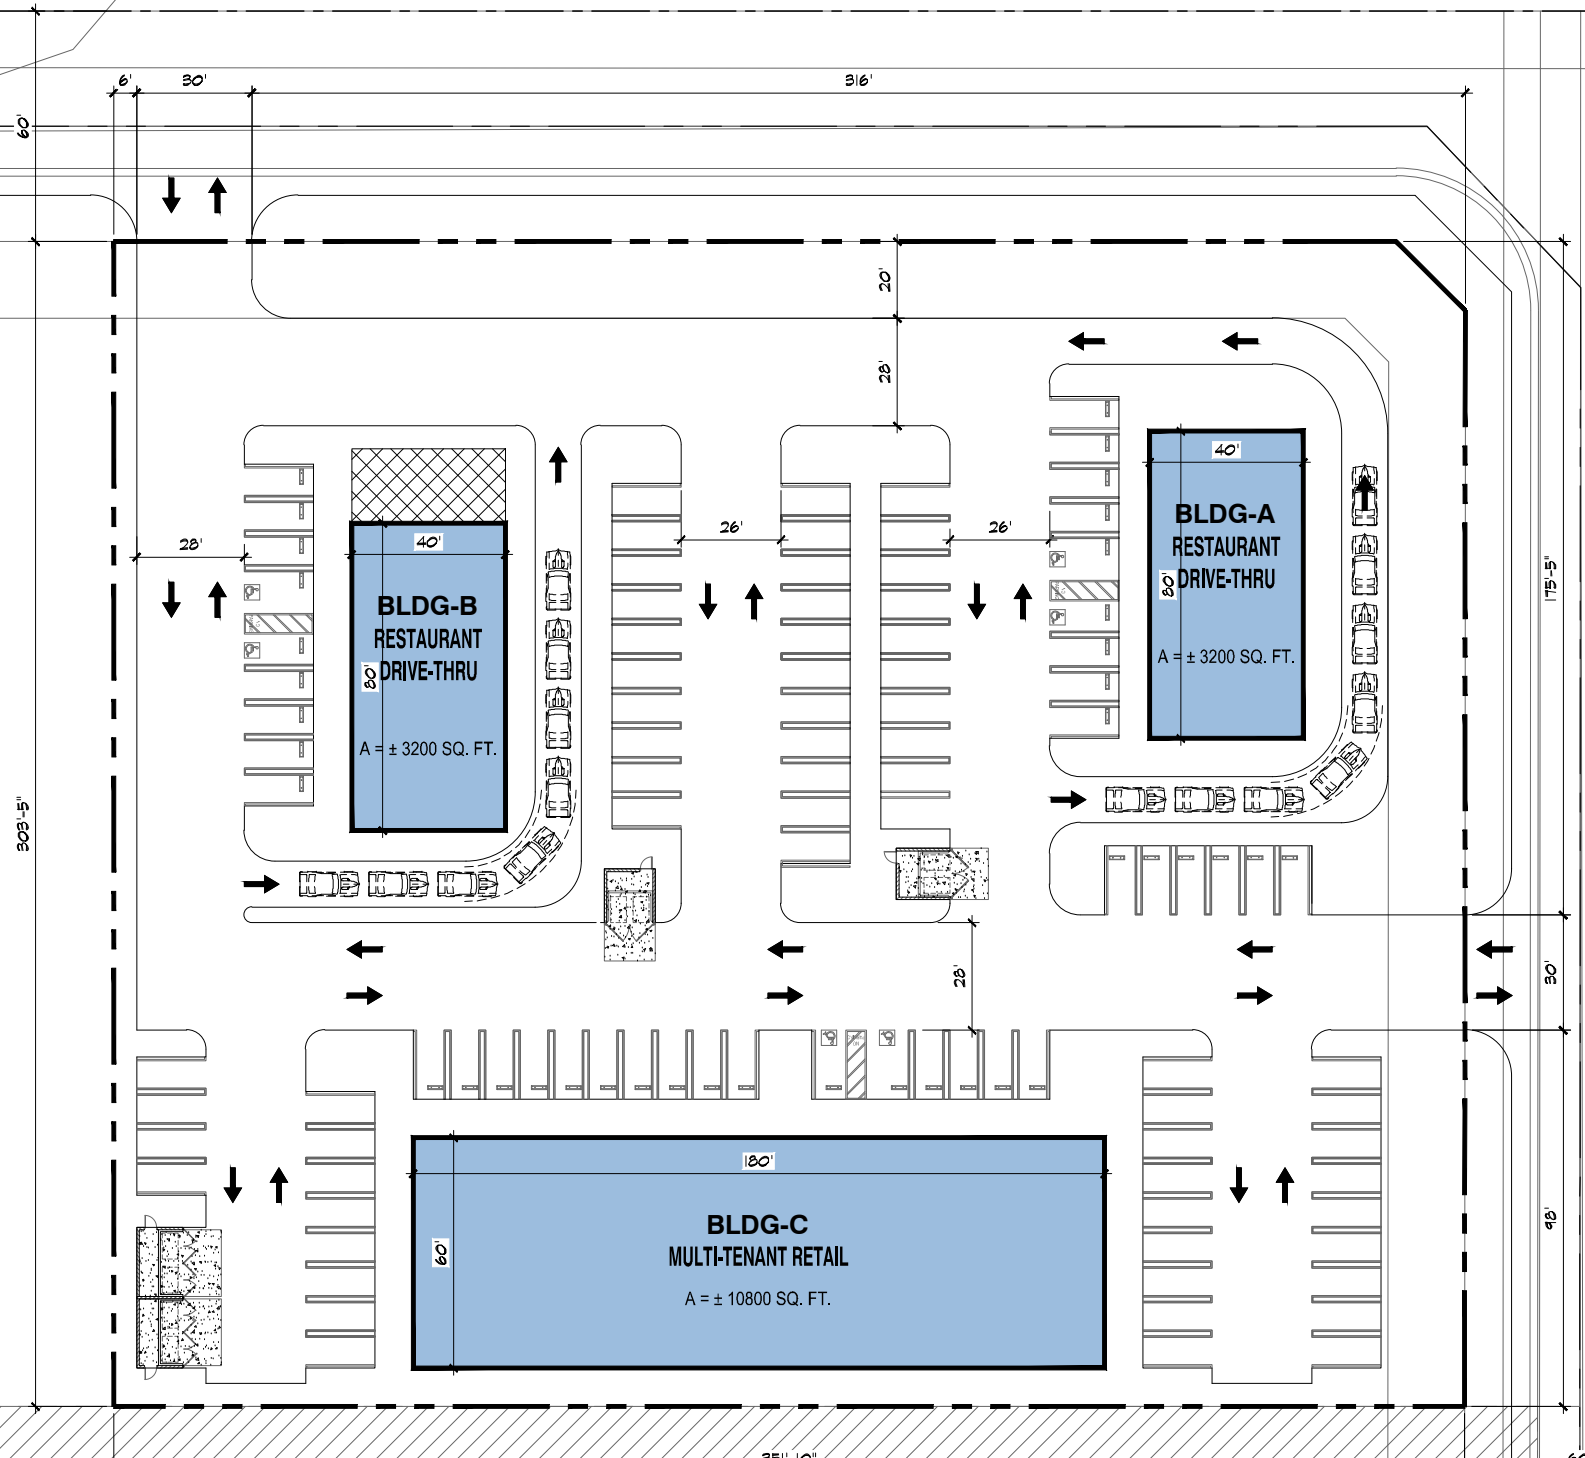 6'
30'
316'
60'
20'
28'
40'
BLDG-A
RESTAURANT
DRIVE-THRU
80'
A = ± 3200 SQ. FT.
26'
26'
28'
40'
BLDG-B
RESTAURANT
DRIVE-THRU
80'
A = ± 3200 SQ. FT.
175'-5"
303'-5"
28'
30'
180'
BLDG-C
MULTI-TENANT RETAIL
60'
A = ± 10800 SQ. FT.
98'